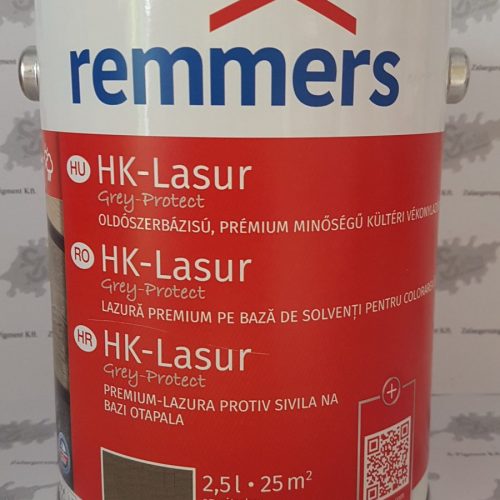 remmers
HU HK-Lasur
Grey-Protect
OLDÓSZERBÁZISÚ, PRÉMIUM MINŐSÉGŰ KÜLTÉRI
RO HK-Lasur
Grey-Protect
LAZURĂ PREMIUM PE BAZĂ DE SOLVENȚI PENTRU
HR HK-Lasur
Grey-Protect
PREMIUM-LAZURA PROTIV SIVILA NA
BAZI OTAPALA
2,5 l • 25 m²